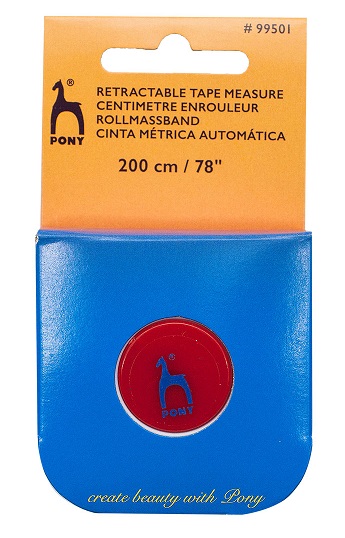 # 99501
®
PONY
RETRACTABLE TAPE MEASURE
CENTIMETRE ENROULEUR
ROLLMASSBAND
CINTA MÉTRICA AUTOMÁTICA
200 cm / 78"
®
PONY
create beauty with Pony